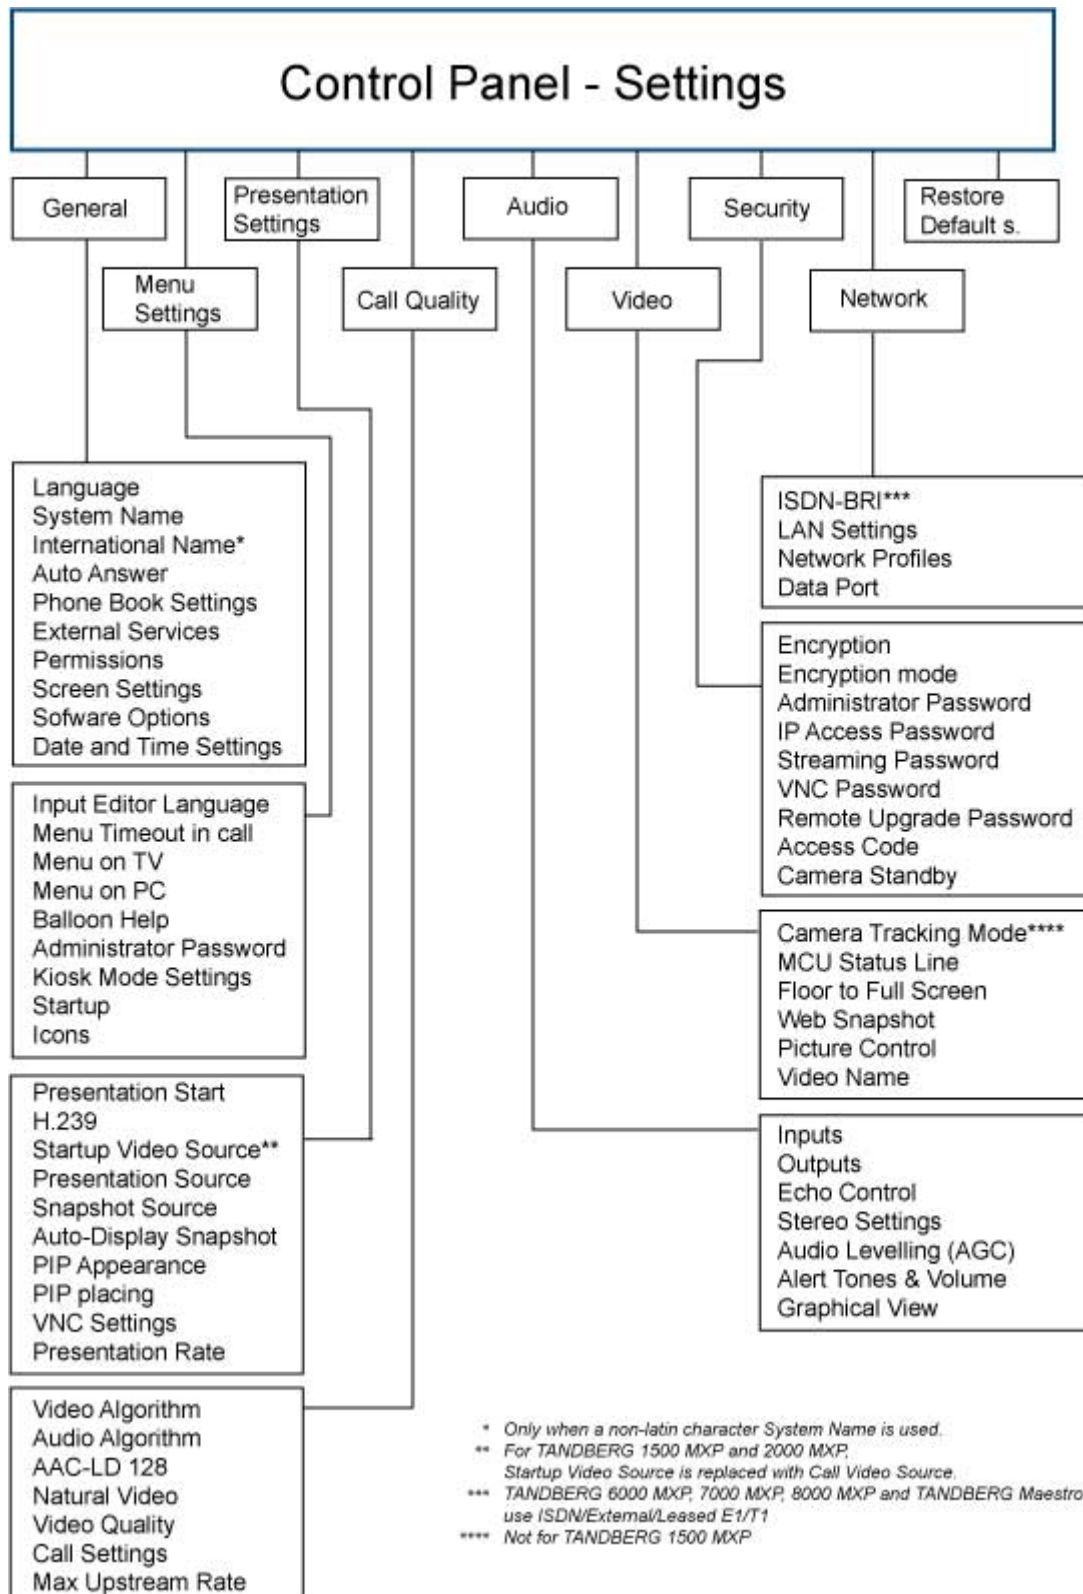 Control Panel - Settings
General
Presentation
Settings
Audio
Security
Restore
Default s.
Menu
Settings
Call Quality
Video
Network
Language
System Name
International Name*
Auto Answer
Phone Book Settings
External Services
Permissions
Screen Settings
Sofware Options
Date and Time Settings
Input Editor Language
Menu Timeout in call
Menu on TV
Menu on PC
Balloon Help
Administrator Password
Kiosk Mode Settings
Startup
Icons
Presentation Start
H.239
Startup Video Source**
Presentation Source
Snapshot Source
Auto-Display Snapshot
PIP Appearance
PIP placing
VNC Settings
Presentation Rate
Video Algorithm
Audio Algorithm
AAC-LD 128
Natural Video
Video Quality
Call Settings
Max Upstream Rate
ISDN-BRI***
LAN Settings
Network Profiles
Data Port
Encryption
Encryption mode
Administrator Password
IP Access Password
Streaming Password
VNC Password
Remote Upgrade Password
Access Code
Camera Standby
Camera Tracking Mode****
MCU Status Line
Floor to Full Screen
Web Snapshot
Picture Control
Video Name
Inputs
Outputs
Echo Control
Stereo Settings
Audio Levelling (AGC)
Alert Tones & Volume
Graphical View
* Only when a non-latin character System Name is used.
** For TANDBERG 1500 MXP and 2000 MXP,
Startup Video Source is replaced with Call Video Source.
*** TANDBERG 6000 MXP, 7000 MXP, 8000 MXP and TANDBERG Maestro
use ISDN/External/Leased E1/T1
**** Not for TANDBERG 1500 MXP